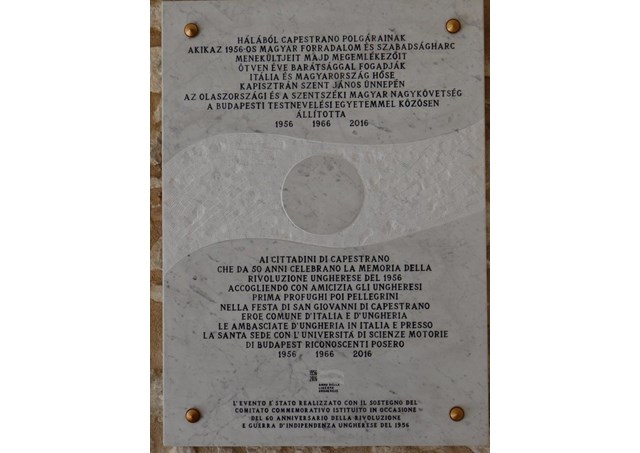 HÁLÁBÓL CAPESTRANO POLGÁRAINAK
AKIKAZ 1956-OS MAGYAR FORRADALOM ÉS SZABADSÁGHARC
MENEKÜLTJEIT MAJD MEGEMLÉKEZŐIT
ÖTVEN ÉVE BARÁTSÁGGAL FOGADJÁK
ITÁLIA ÉS MAGYARORSZÁG HŐSE
KAPISZTRÁN SZENT JÁNOS ÜNNEPÉN
AZ OLASZORSZÁGI ÉS A SZENTSZÉKI MAGYAR NAGYKÖVETSÉG
A BUDAPESTI TESTNEVELÉSI EGYETEMMEL KÖZÖSEN
ÁLLÍTOTTA
1956 1966 2016
AI CITTADINI DI CAPESTRANO
CHE DA 50 ANNI CELEBRANO LA MEMORIA DELLA
RIVOLUZIONE UNGHERESE DEL 1956
ACCOGLIENDO CON AMICIZIA GLI UNGHERESI
PRIMA PROFUGHI POI PELLEGRINI
NELLA FESTA DI SAN GIOVANNI DI CAPESTRANO
EROE COMUNE D'ITALIA E D'UNGHERIA
LE AMBASCIATE D'UNGHERIA IN ITALIA E PRESSO
LA SANTA SEDE CON L'UNIVERSITÁ DI SCIENZE MOTORIE
DI BUDAPEST RICONOSCENTI POSERO
1956 1966 2016
1956
2016
L'EVENTO E'STATO REALIZZATO CON IL SOSTEGNO DEL
COMITATO COMMEMORATIVO ISTITUITO IN OCCASIONE
DEL 60 ANNIVERSARIO DELLA RIVOLUZIONE
E GUERRA D'INDIPENDENZA UNGHERESE DEL 1956